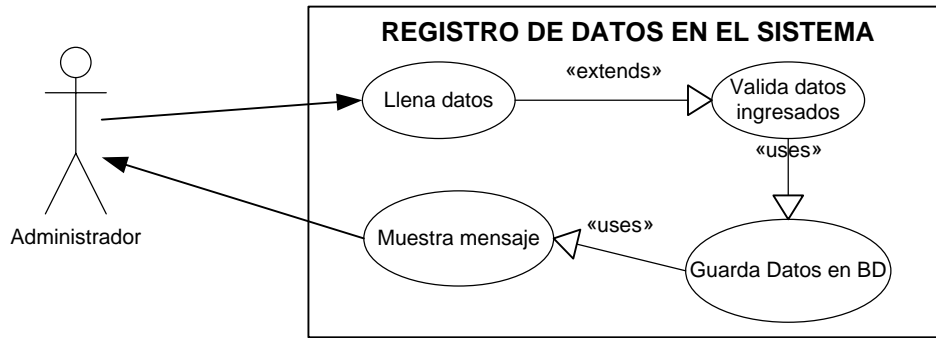 REGISTRO DE DATOS EN EL SISTEMA
«extends»
Llena datos
Valida datos
ingresados
«uses»
Administrador
Muestra mensaje
«uses»
Guarda Datos en BD